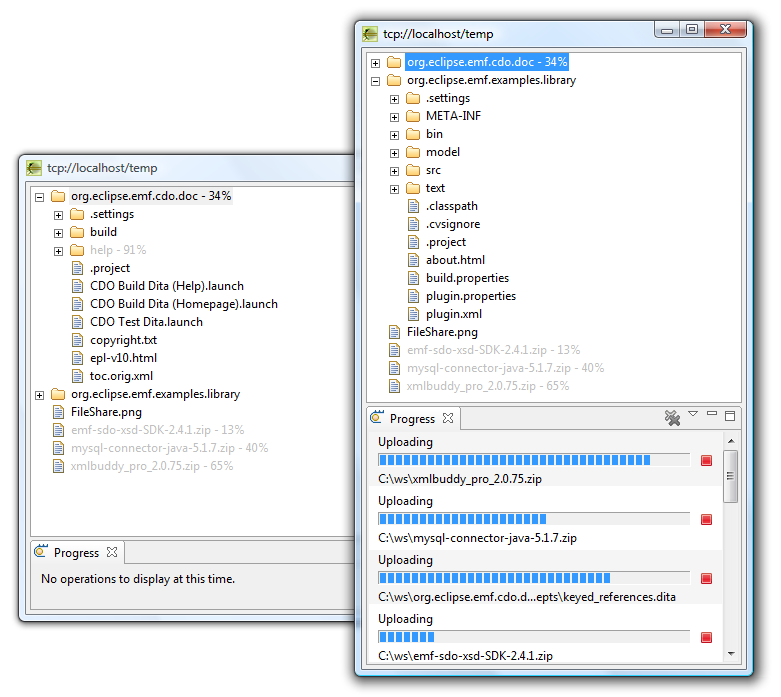 tcp://localhost/temp
org.eclipse.emf.cdo.doc - 34%
.settings
build
help - 91%
.project
CDO Build Dita (Help).launch
CDO Build Dita (Homepage).launch
CDO Test Dita.launch
copyright.txt
epl-v10.html
toc.orig.xml
org.eclipse.emf.examples.library
FileShare.png
emf-sdo-xsd-SDK-2.4.1.zip - 13%
mysql-connector-java-5.1.7.zip - 40%
xmlbuddy_pro_2.0.75.zip - 65%
Progress
No operations to display at this time.
tcp://localhost/temp
org.eclipse.emf.cdo.doc - 34%
org.eclipse.emf.examples.library
.settings
META-INF
bin
model
src
text
.classpath
.cvsignore
.project
about.html
build.properties
plugin.properties
plugin.xml
FileShare.png
emf-sdo-xsd-SDK-2.4.1.zip - 13%
mysql-connector-java-5.1.7.zip - 40%
xmlbuddy_pro_2.0.75.zip - 65%
Progress
Uploading
C:\ws\xmlbuddy_pro_2.0.75.zip
Uploading
C:\ws\mysql-connector-java-5.1.7.zip
Uploading
C:\ws\org.eclipse.emf.cdo.d...epts\keyed_references.dita
Uploading
C:\ws\emf-sdo-xsd-SDK-2.4.1.zip